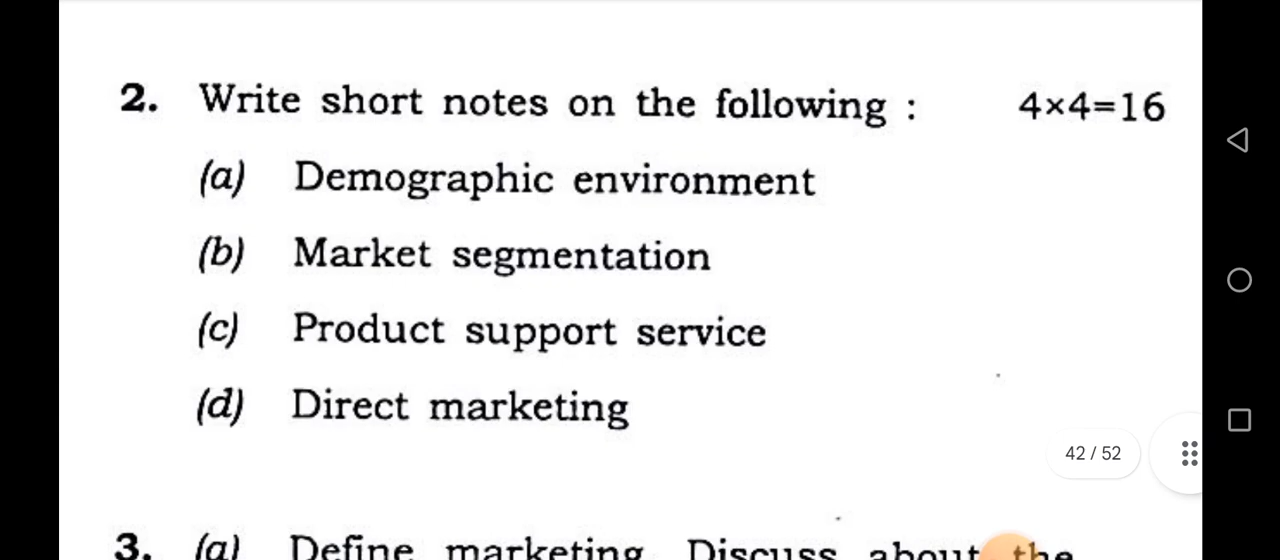 2. Write short notes on the following : 4×4=16
(a) Demographic environment
(b) Market segmentation
(c) Product support service
(d) Direct marketing
42 / 52
3. (a) Define marketing. Discuss about the